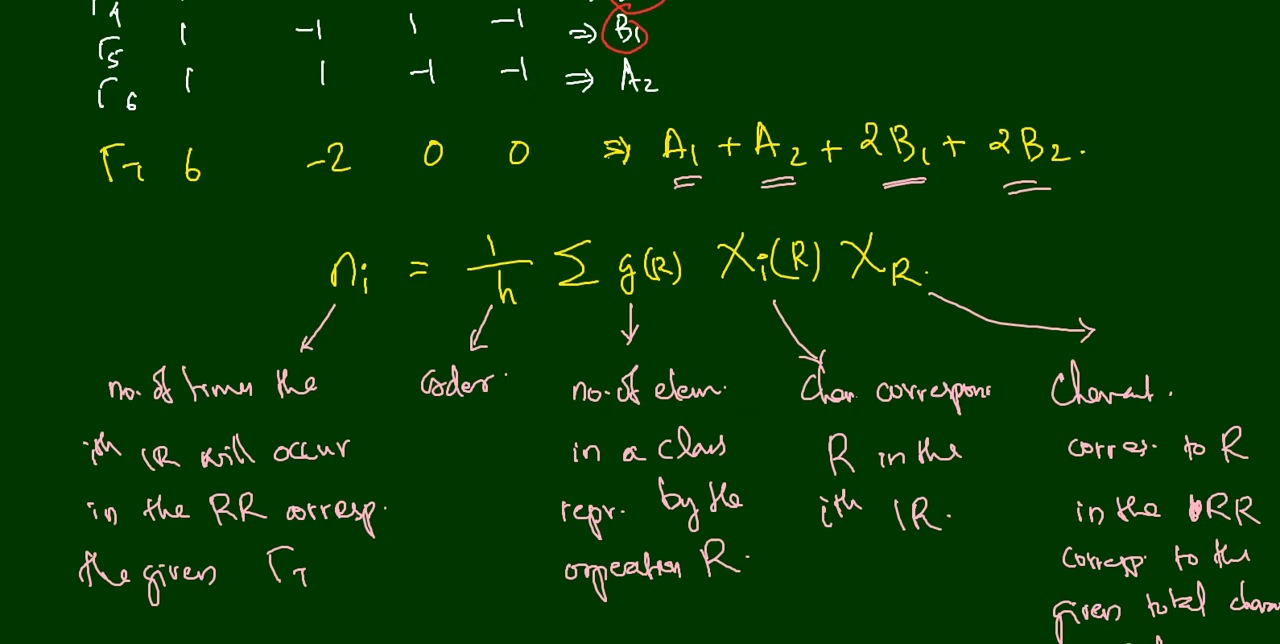 Γ4 1 -1 1 -1 ⇒ B1
Γ5
Γ6 1 1 -1 -1 ⇒ A2
ΓT 6 -2 0 0 ⇒ A1 + A2 + 2B1 + 2B2.
ni = 1/h Σ g(R) χi(R) χR.
no. of times the
ith IR will occur
in the RR corresp.
the given ΓT
order.
no. of elem.
in a class
repr. by the
operation R.
Char. correspon
R in the
ith IR.
Charact.
corres. to R
in the RR
corresp to the
given total chara